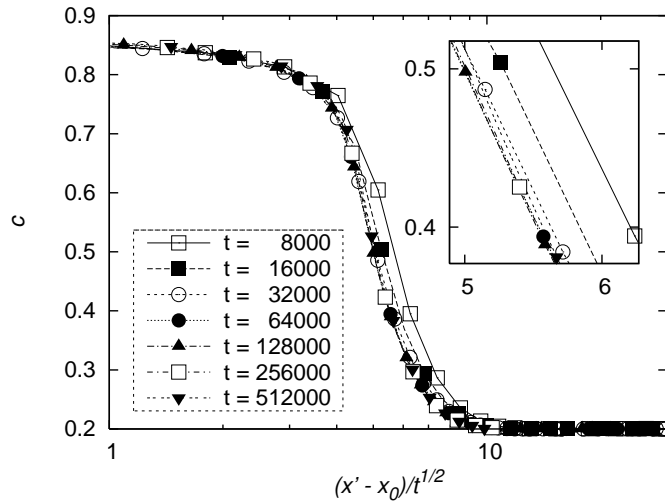 0.9
0.8
0.7
0.6
0.5
0.4
0.3
0.2
c
1
10
(x' - x0)/t^1/2
t = 8000
t = 16000
t = 32000
t = 64000
t = 128000
t = 256000
t = 512000
0.5
0.4
5
6